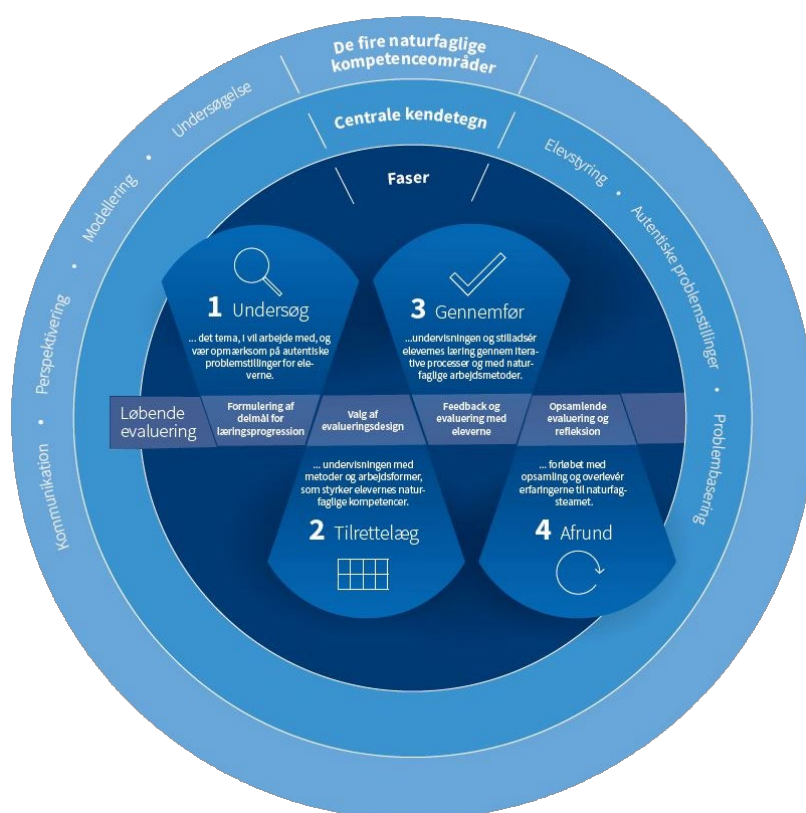 De fire naturfaglige
kompetenceområder
Kommunikation • Perspektivering • Modellering • Undersøgelse
Centrale kendetegn
Elevstyring • Autentiske problemstillinger • Problembasering
Faser
1 Undersøg
... det tema, i vil arbejde med, og
vær opmærksom på autentiske
problemstillinger for ele-
verne.
3 Gennemfør
...undervisningen og stilladsér
elevernes læring gennem itera-
tive processer og med natur-
faglige arbejdsmetoder.
Løbende
evaluering
Formulering af
delmål for
læringsprogression
Valg af
evalueringsdesign
Feedback og
evaluering med
eleverne
Opsamlende
evaluering og
refleksion
... undervisningen med
metoder og arbejdsformer,
som styrker elevernes natur-
faglige kompetencer.
2 Tilrettelæg
... forløbet med
opsamling og overlevér
erfaringerne til naturfag-
steamet.
4 Afrund